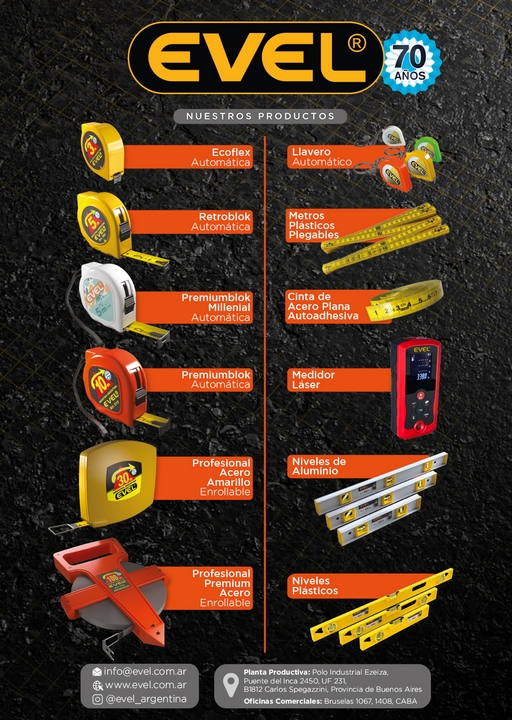 EVEL®
70
AÑOS
NUESTROS PRODUCTOS
Ecoflex
Automática
Retroblok
Automática
Premiumblok
Millenial
Automática
Premiumblok
Automática
Profesional
Acero
Amarillo
Enrollable
Profesional
Premium
Acero
Enrollable
Llavero
Automático
Metros
Plásticos
Plegables
Cinta de
Acero Plana
Autoadhesiva
Medidor
Láser
EVEL
Niveles de
Aluminio
Niveles
Plásticos
info@evel.com.ar
www.evel.com.ar
@evel_argentina
Planta Productiva: Polo Industrial Ezeiza,
Puente del Inca 2450, UF 231,
B1812 Carlos Spegazzini, Provincia de Buenos Aires
Oficinas Comerciales: Bruselas 1067, 1408, CABA